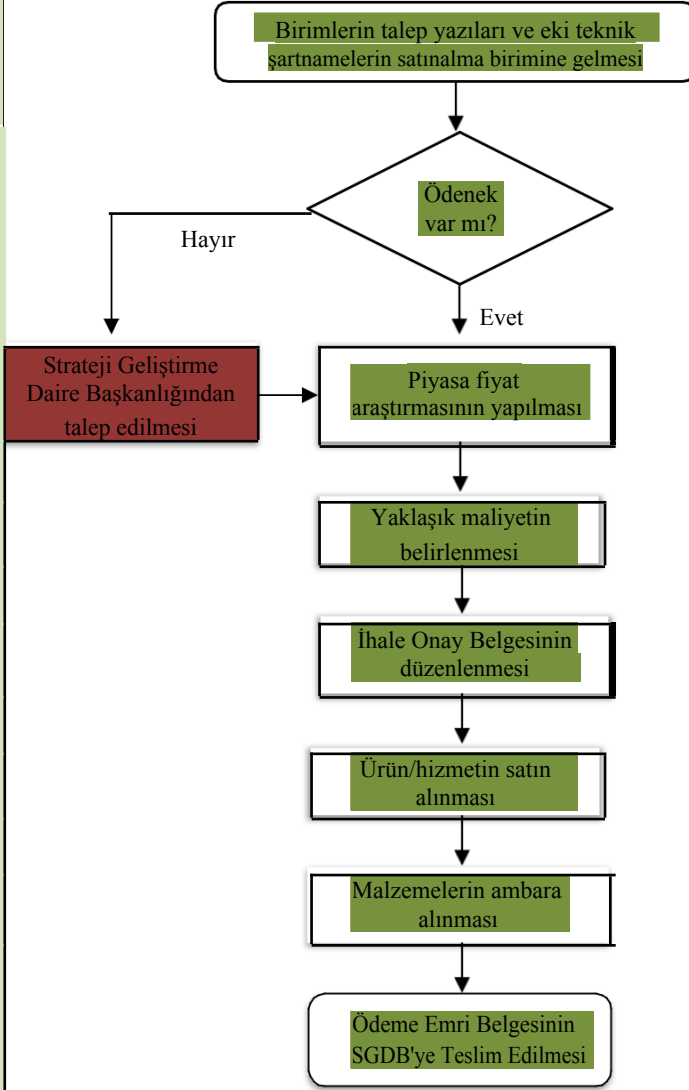 Birimlerin talep yazıları ve eki teknik
şartnamelerin satınalma birimine gelmesi
Ödenek
var mı?
Hayır
Evet
Strateji Geliştirme
Daire Başkanlığından
talep edilmesi
Piyasa fiyat
araştırmasının yapılması
Yaklaşık maliyetin
belirlenmesi
İhale Onay Belgesinin
düzenlenmesi
Ürün/hizmetin satın
alınması
Malzemelerin ambara
alınması
Ödeme Emri Belgesinin
SGDB'ye Teslim Edilmesi